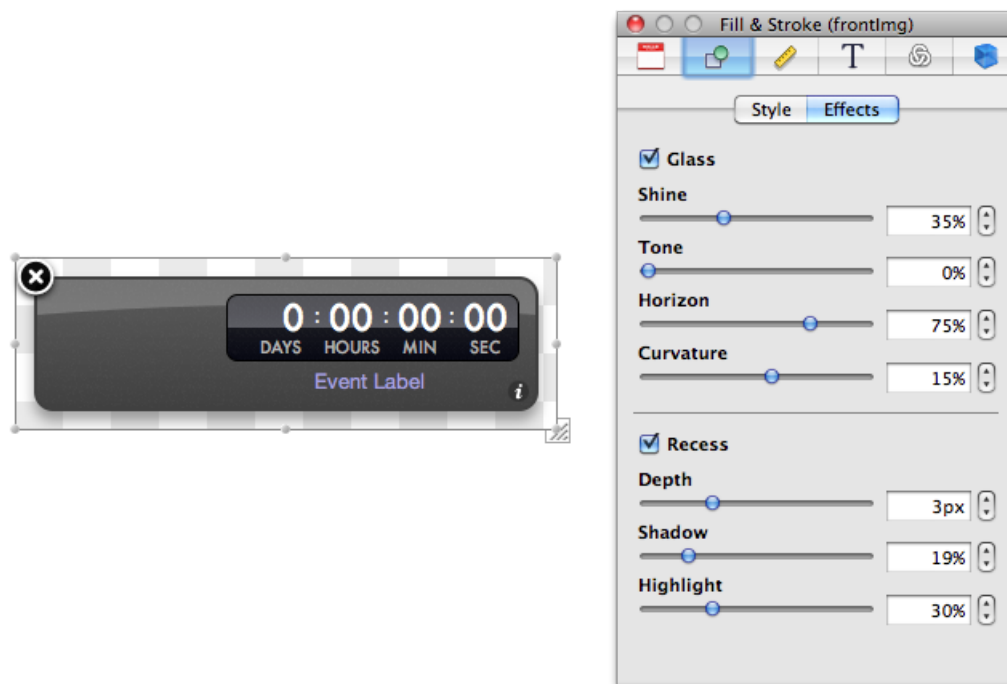 0 : 00 : 00 : 00
DAYS HOURS MIN SEC
Event Label
i
Fill & Stroke (frontImg)
T
Style Effects
Glass
Shine
35%
Tone
0%
Horizon
75%
Curvature
15%
Recess
Depth
3px
Shadow
19%
Highlight
30%